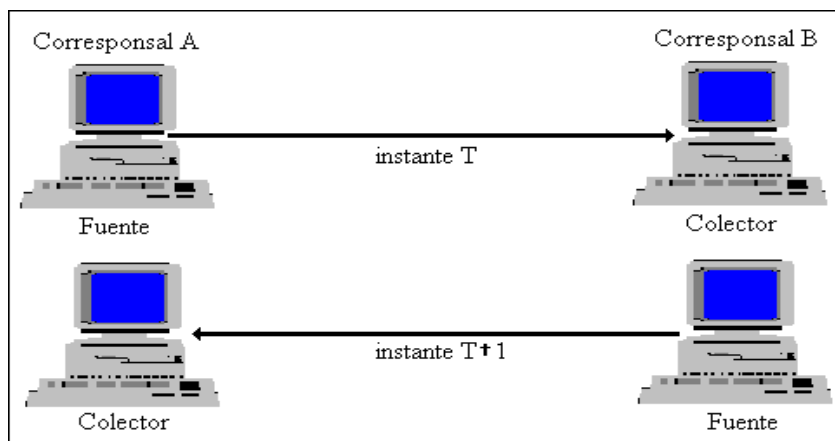 Corresponsal A
Corresponsal B
instante T
Fuente
Colector
instante T+1
Colector
Fuente